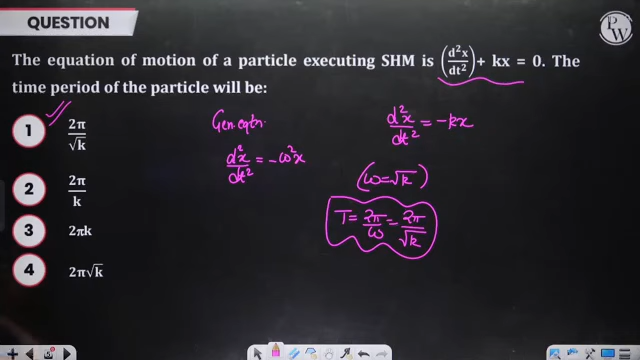 QUESTION
PW
The equation of motion of a particle executing SHM is (d²x/dt²) + kx = 0. The
time period of the particle will be:
1 2π/√k
2 2π/k
3 2πk
4 2π√k
Gen. eqtn.
d²x/dt² = -ω²x
d²x/dt² = -kx
(ω = √k)
T = 2π/ω = 2π/√k